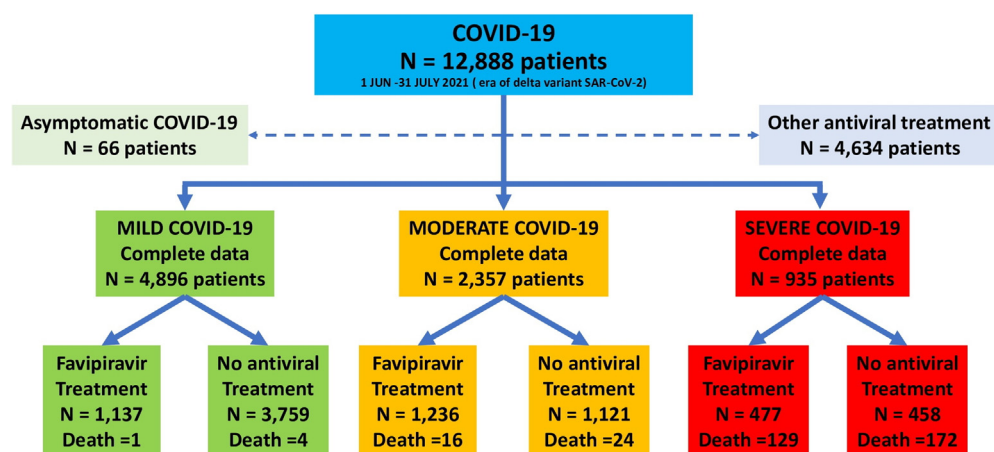 COVID-19
N = 12,888 patients
1 JUN -31 JULY 2021 ( era of delta variant SAR-CoV-2)
Asymptomatic COVID-19
N = 66 patients
Other antiviral treatment
N = 4,634 patients
MILD COVID-19
Complete data
N = 4,896 patients
MODERATE COVID-19
Complete data
N = 2,357 patients
SEVERE COVID-19
Complete data
N = 935 patients
Favipiravir
Treatment
N = 1,137
Death =1
No antiviral
Treatment
N = 3,759
Death =4
Favipiravir
Treatment
N = 1,236
Death =16
No antiviral
Treatment
N = 1,121
Death =24
Favipiravir
Treatment
N = 477
Death =129
No antiviral
Treatment
N = 458
Death =172